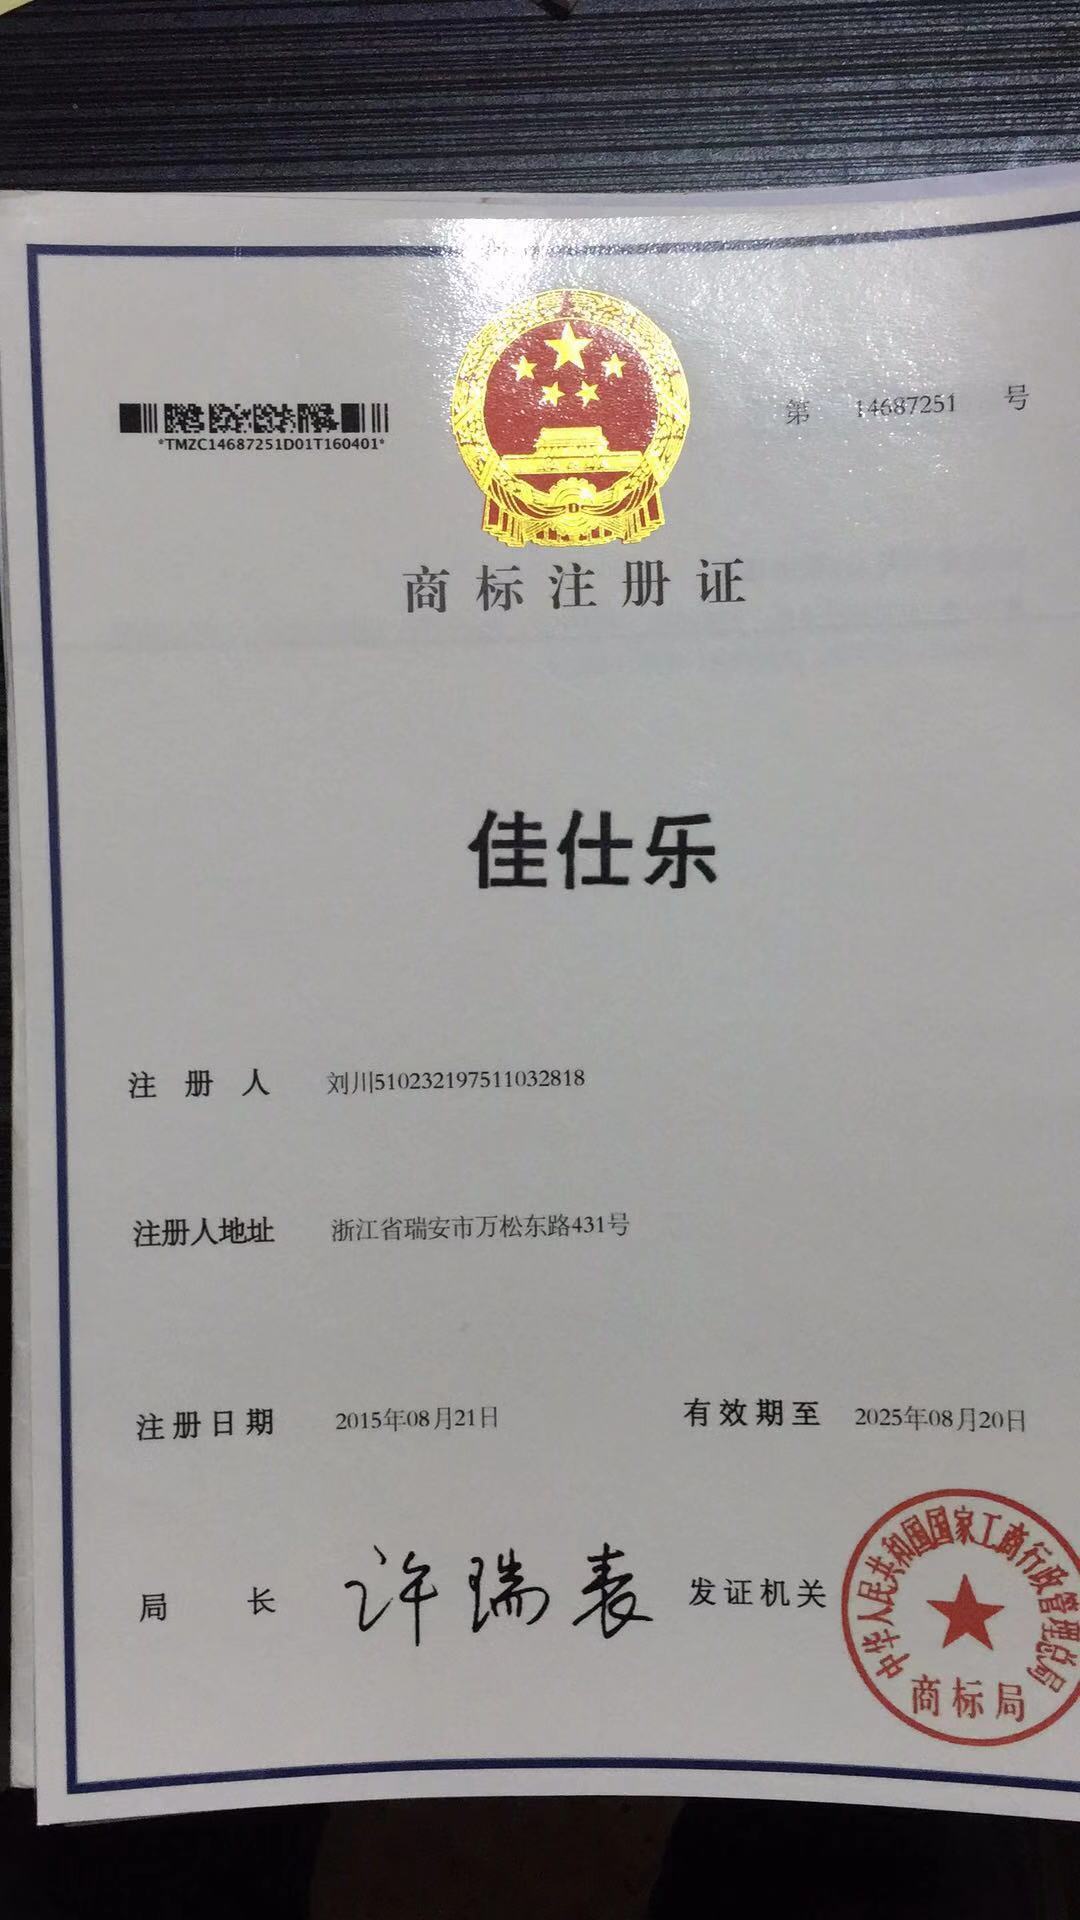 第 14687251 号
*TMZC14687251D01T160401*
商标注册证
佳仕乐
注册人 刘川510232197511032818
注册人地址 浙江省瑞安市万松东路431号
注册日期 2015年08月21日 有效期至 2025年08月20日
局长 许瑞表 发证机关
中华人民共和国国家工商行政管理总局
商标局